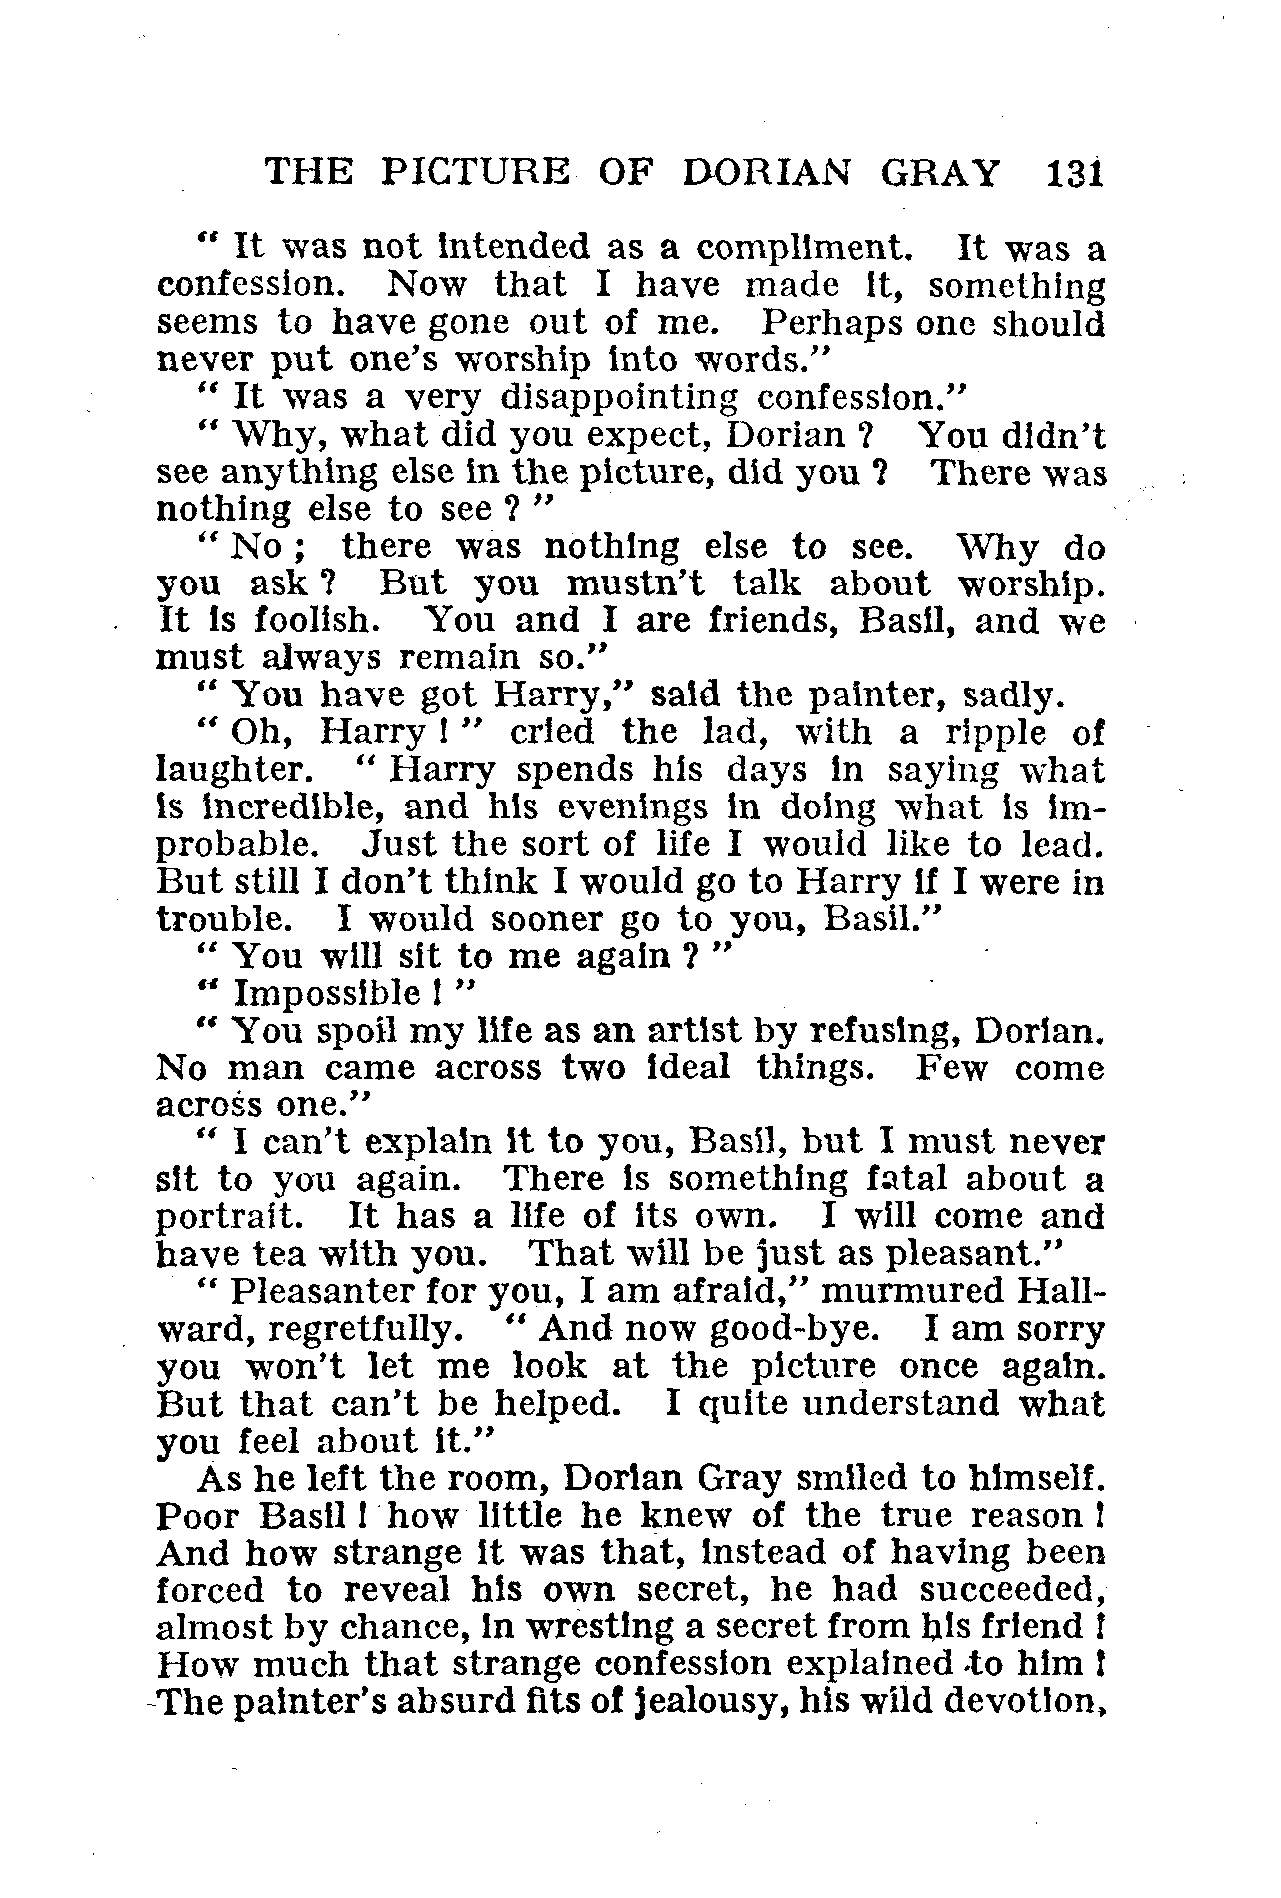 THE PICTURE OF DORIAN GRAY 131
“ It was not intended as a compliment. It was a
confession. Now that I have made it, something
seems to have gone out of me. Perhaps one should
never put one’s worship into words.”
“ It was a very disappointing confession.”
“ Why, what did you expect, Dorian ? You didn’t
see anything else in the picture, did you ? There was
nothing else to see ? ”
“ No ; there was nothing else to see. Why do
you ask ? But you mustn’t talk about worship.
It is foolish. You and I are friends, Basil, and we
must always remain so.”
“ You have got Harry,” said the painter, sadly.
“ Oh, Harry ! ” cried the lad, with a ripple of
laughter. “ Harry spends his days in saying what
is incredible, and his evenings in doing what is im-
probable. Just the sort of life I would like to lead.
But still I don’t think I would go to Harry if I were in
trouble. I would sooner go to you, Basil.”
“ You will sit to me again ? ”
“ Impossible ! ”
“ You spoil my life as an artist by refusing, Dorian.
No man came across two ideal things. Few come
across one.”
“ I can’t explain it to you, Basil, but I must never
sit to you again. There is something fatal about a
portrait. It has a life of its own. I will come and
have tea with you. That will be just as pleasant.”
“ Pleasanter for you, I am afraid,” murmured Hall-
ward, regretfully. “ And now good-bye. I am sorry
you won’t let me look at the picture once again.
But that can’t be helped. I quite understand what
you feel about it.”
As he left the room, Dorian Gray smiled to himself.
Poor Basil ! how little he knew of the true reason !
And how strange it was that, instead of having been
forced to reveal his own secret, he had succeeded,
almost by chance, in wresting a secret from his friend !
How much that strange confession explained to him !
The painter’s absurd fits of jealousy, his wild devotion,